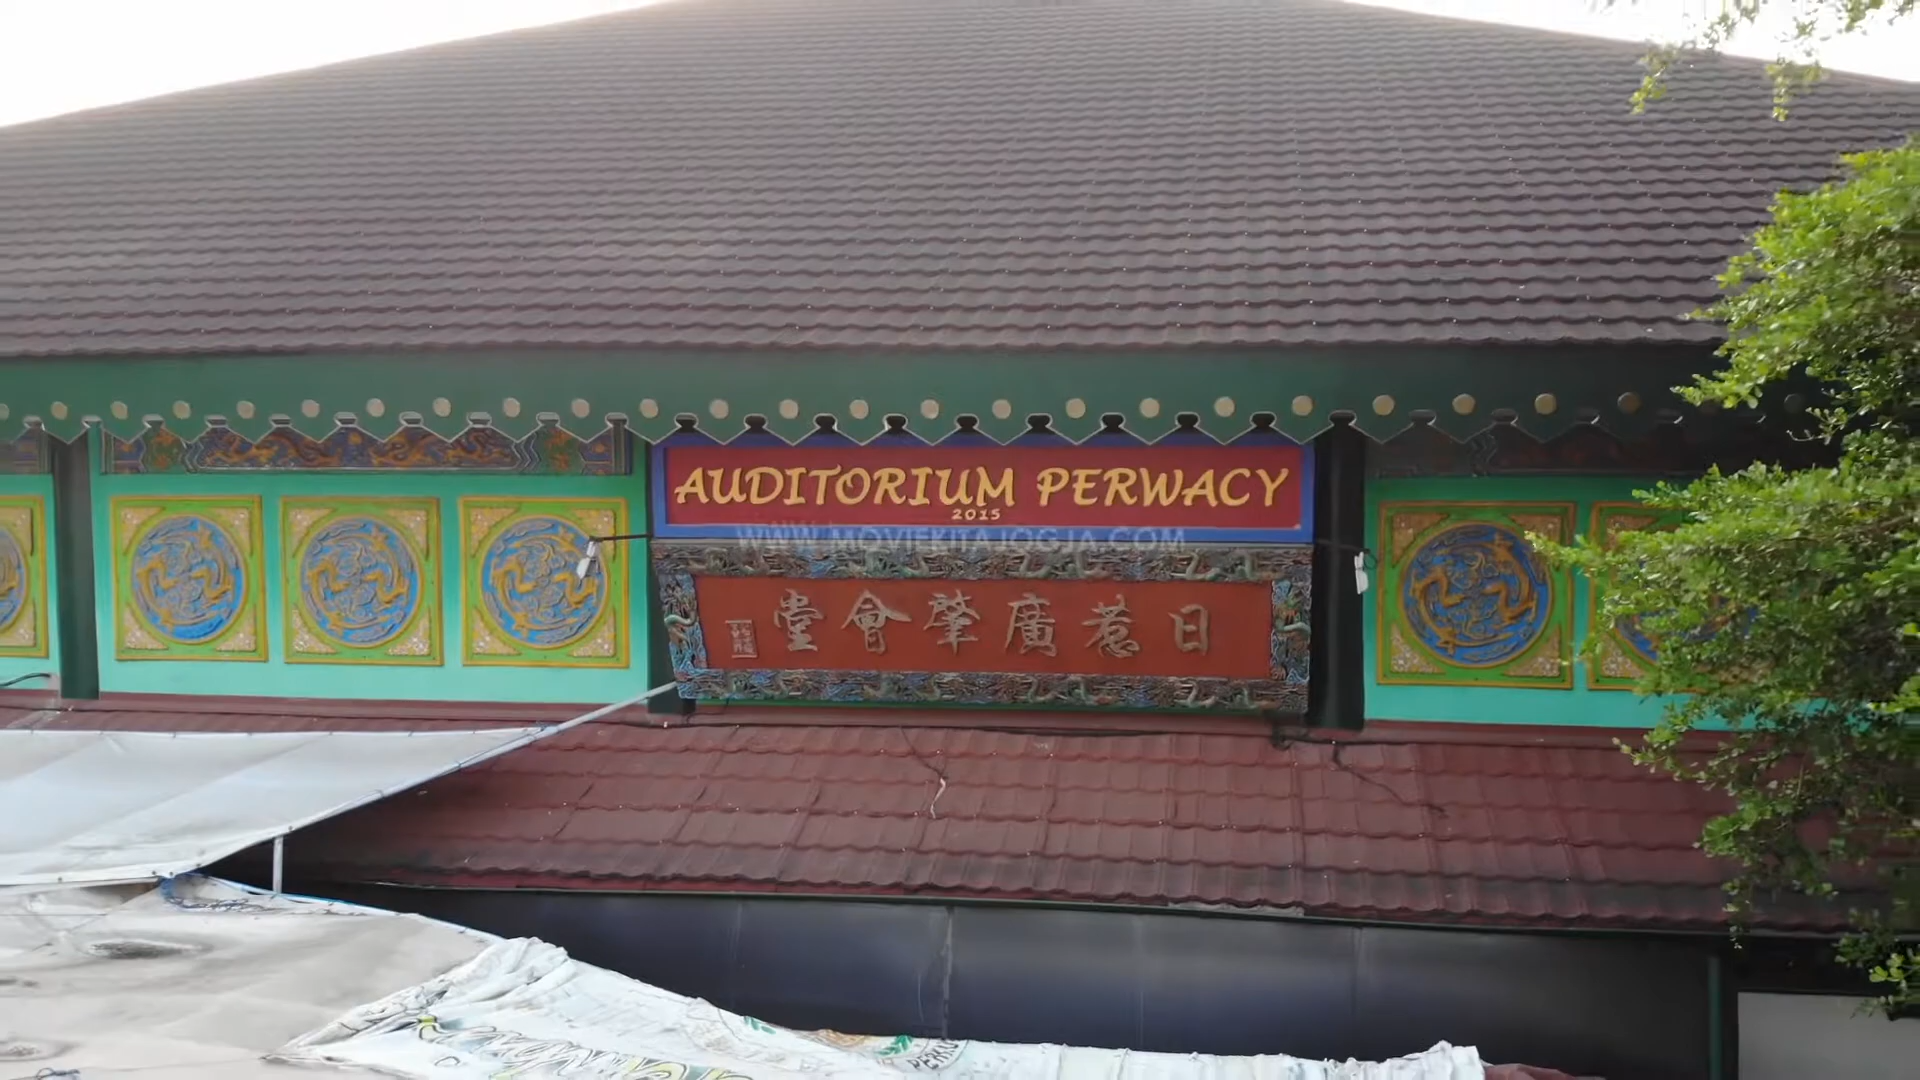 AUDITORIUM PERWACY
2015
WWW.MOVIEKITAJOGJA.COM
日惹廣肇會堂